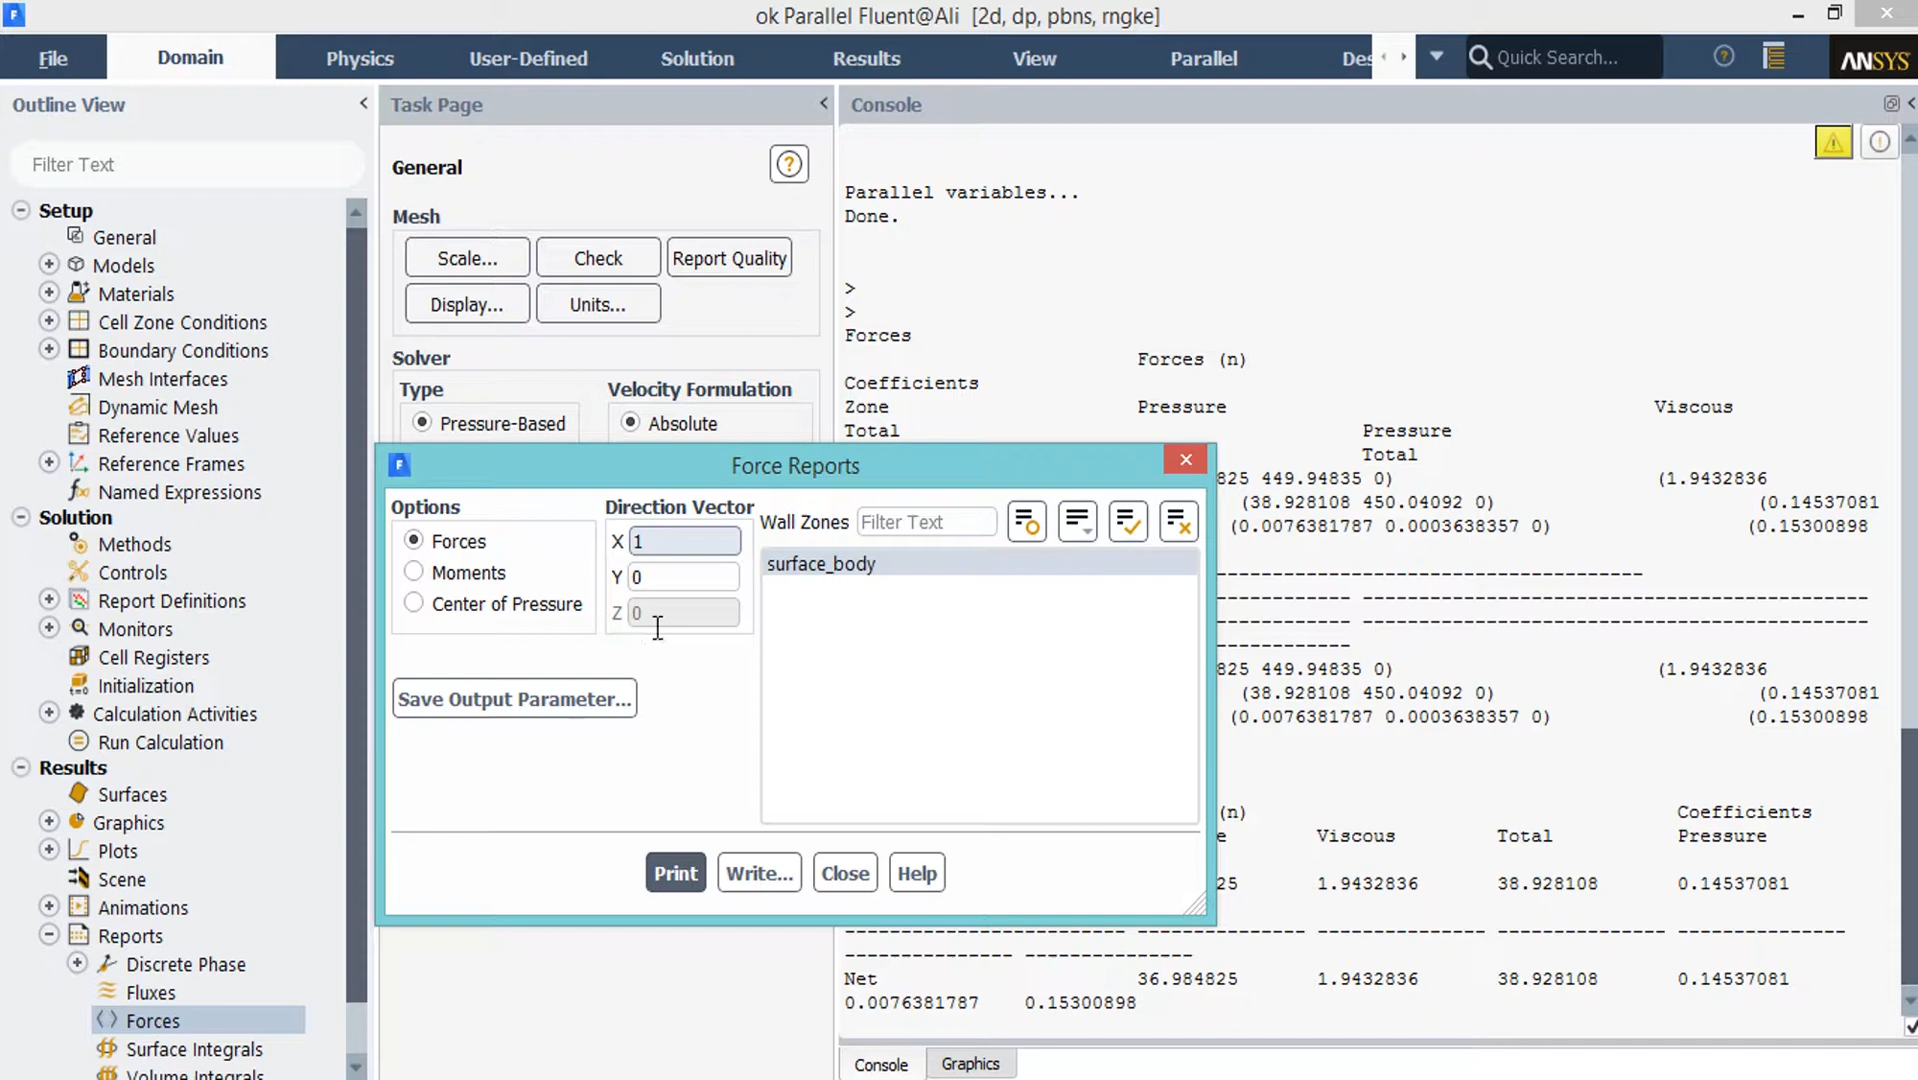 ok Parallel Fluent@Ali [2d, dp, pbns, rngke]
File Domain Physics User-Defined Solution Results View Parallel Des Quick Search... ANSYS
Outline View
Filter Text
Setup
General
Models
Materials
Cell Zone Conditions
Boundary Conditions
Mesh Interfaces
Dynamic Mesh
Reference Values
Reference Frames
Named Expressions
Solution
Methods
Controls
Report Definitions
Monitors
Cell Registers
Initialization
Calculation Activities
Run Calculation
Results
Surfaces
Graphics
Plots
Scene
Animations
Reports
Discrete Phase
Fluxes
Forces
Surface Integrals
Volume Integrals
Task Page
General
Mesh
Scale... Check Report Quality
Display... Units...
Solver
Type Velocity Formulation
Pressure-Based Absolute
Force Reports
Options
Forces
Moments
Center of Pressure
Save Output Parameter...
Direction Vector
X 1
Y 0
Z 0
Wall Zones Filter Text
surface_body
Print Write... Close Help
Console
Parallel variables...
Done.
>
>
Forces
Forces (n)
Coefficients
Zone Pressure Viscous
Total Pressure
Total
825 449.94835 0) (1.9432836
(38.928108 450.04092 0) (0.14537081
(0.0076381787 0.0003638357 0) (0.15300898
----------------------------------------
----------- ------------------------------------------
----------- ------------------------------------------
-----------
825 449.94835 0) (1.9432836
(38.928108 450.04092 0) (0.14537081
(0.0076381787 0.0003638357 0) (0.15300898
(n) Coefficients
e Viscous Total Pressure
25 1.9432836 38.928108 0.14537081
------------------------ -------------- -------------- -------------- --------------
--------------- --------------
Net 36.984825 1.9432836 38.928108 0.14537081
0.0076381787 0.15300898
Console Graphics